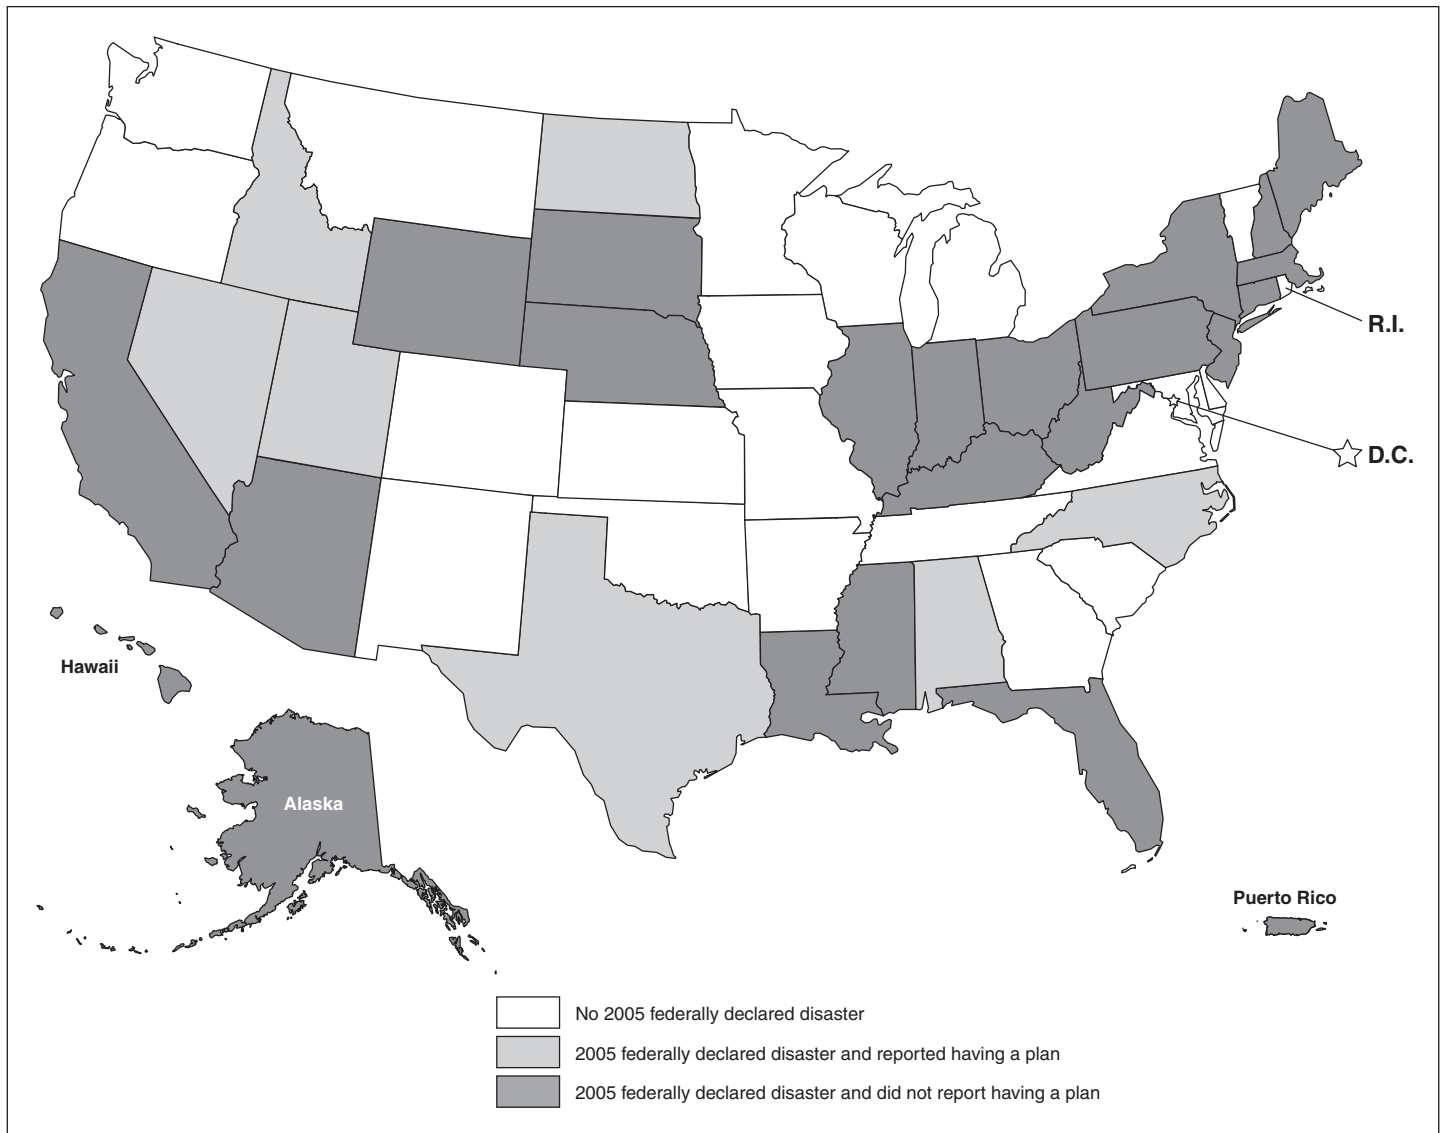 R.I.
D.C.
Hawaii
Alaska
Puerto Rico
No 2005 federally declared disaster
2005 federally declared disaster and reported having a plan
2005 federally declared disaster and did not report having a plan